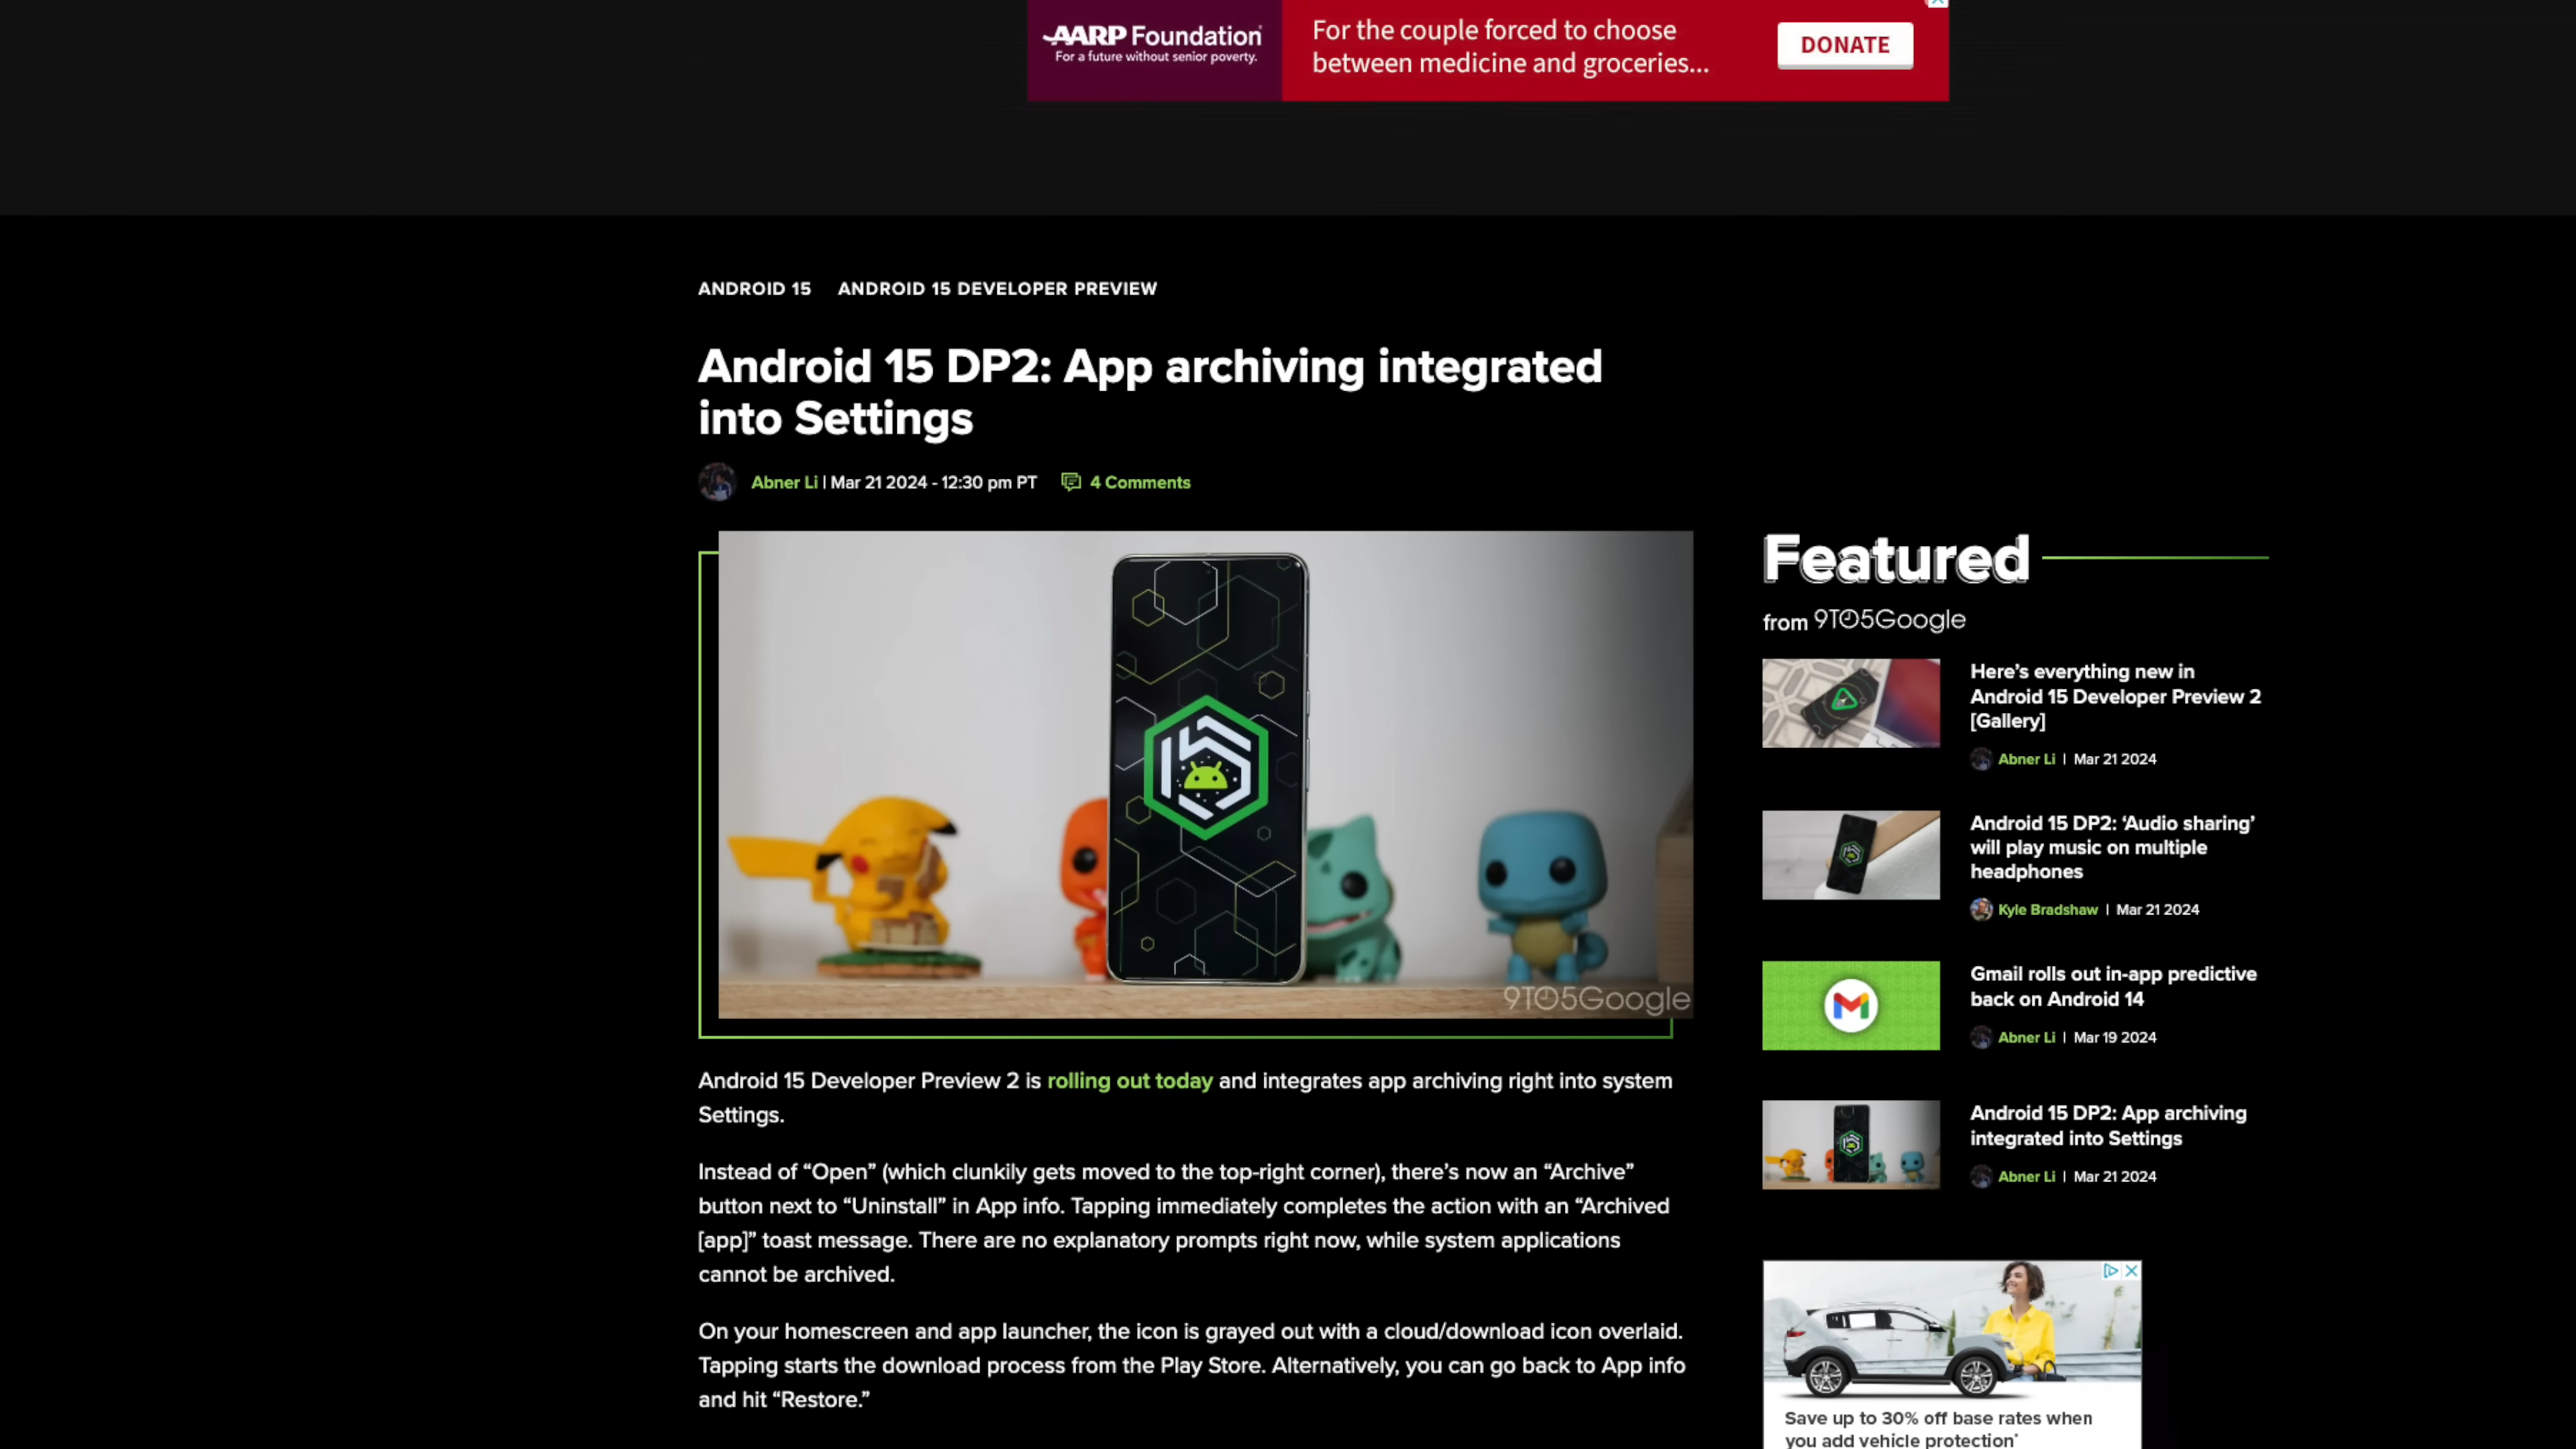 AARP Foundation
For a future without senior poverty.
For the couple forced to choose
between medicine and groceries...
DONATE
ANDROID 15 ANDROID 15 DEVELOPER PREVIEW
Android 15 DP2: App archiving integrated
into Settings
Abner Li | Mar 21 2024 - 12:30 pm PT 4 Comments
15
9TO5Google
Android 15 Developer Preview 2 is rolling out today and integrates app archiving right into system
Settings.
Instead of “Open” (which clunkily gets moved to the top-right corner), there’s now an “Archive”
button next to “Uninstall” in App info. Tapping immediately completes the action with an “Archived
[app]” toast message. There are no explanatory prompts right now, while system applications
cannot be archived.
On your homescreen and app launcher, the icon is grayed out with a cloud/download icon overlaid.
Tapping starts the download process from the Play Store. Alternatively, you can go back to App info
and hit “Restore.”
Featured
from 9TO5Google
Here’s everything new in
Android 15 Developer Preview 2
[Gallery]
Abner Li | Mar 21 2024
Android 15 DP2: ‘Audio sharing’
will play music on multiple
headphones
Kyle Bradshaw | Mar 21 2024
Gmail rolls out in-app predictive
back on Android 14
Abner Li | Mar 19 2024
Android 15 DP2: App archiving
integrated into Settings
Abner Li | Mar 21 2024
Save up to 30% off base rates when
you add vehicle protection*